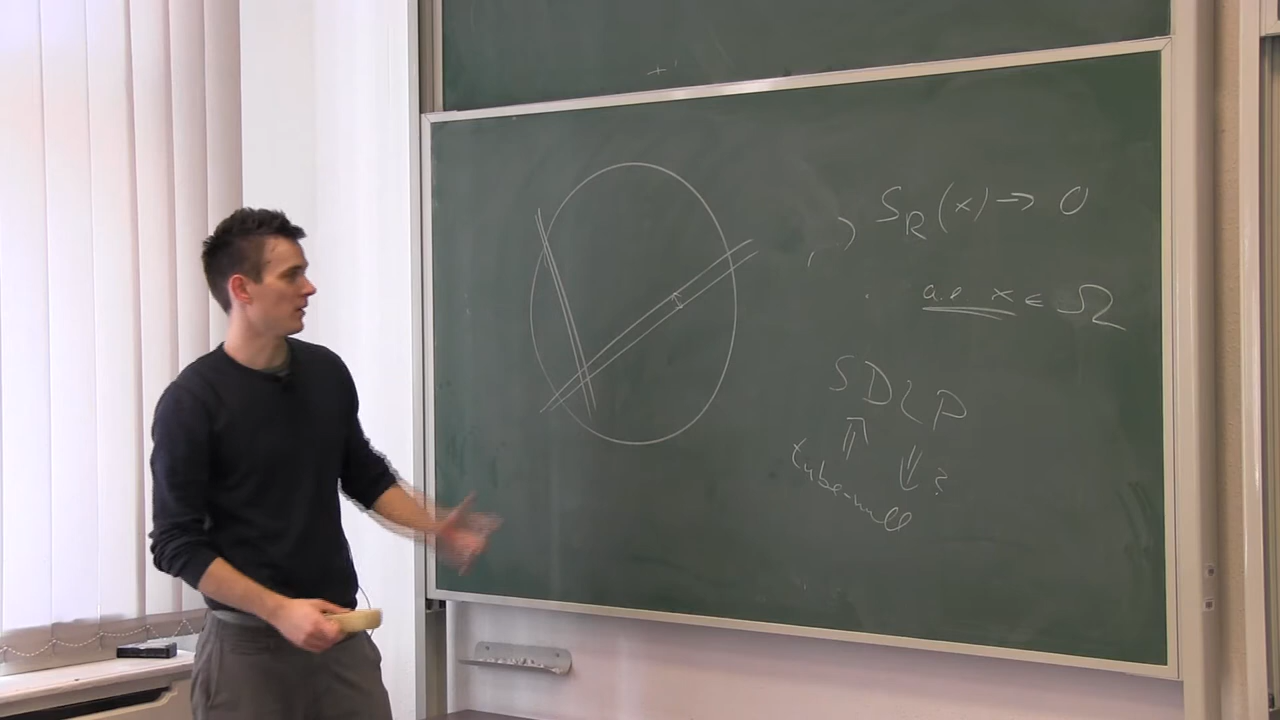 S_R(x) → 0
a.e x ∈ Ω
SDLP
⇑ ⇓ ?
tube-null